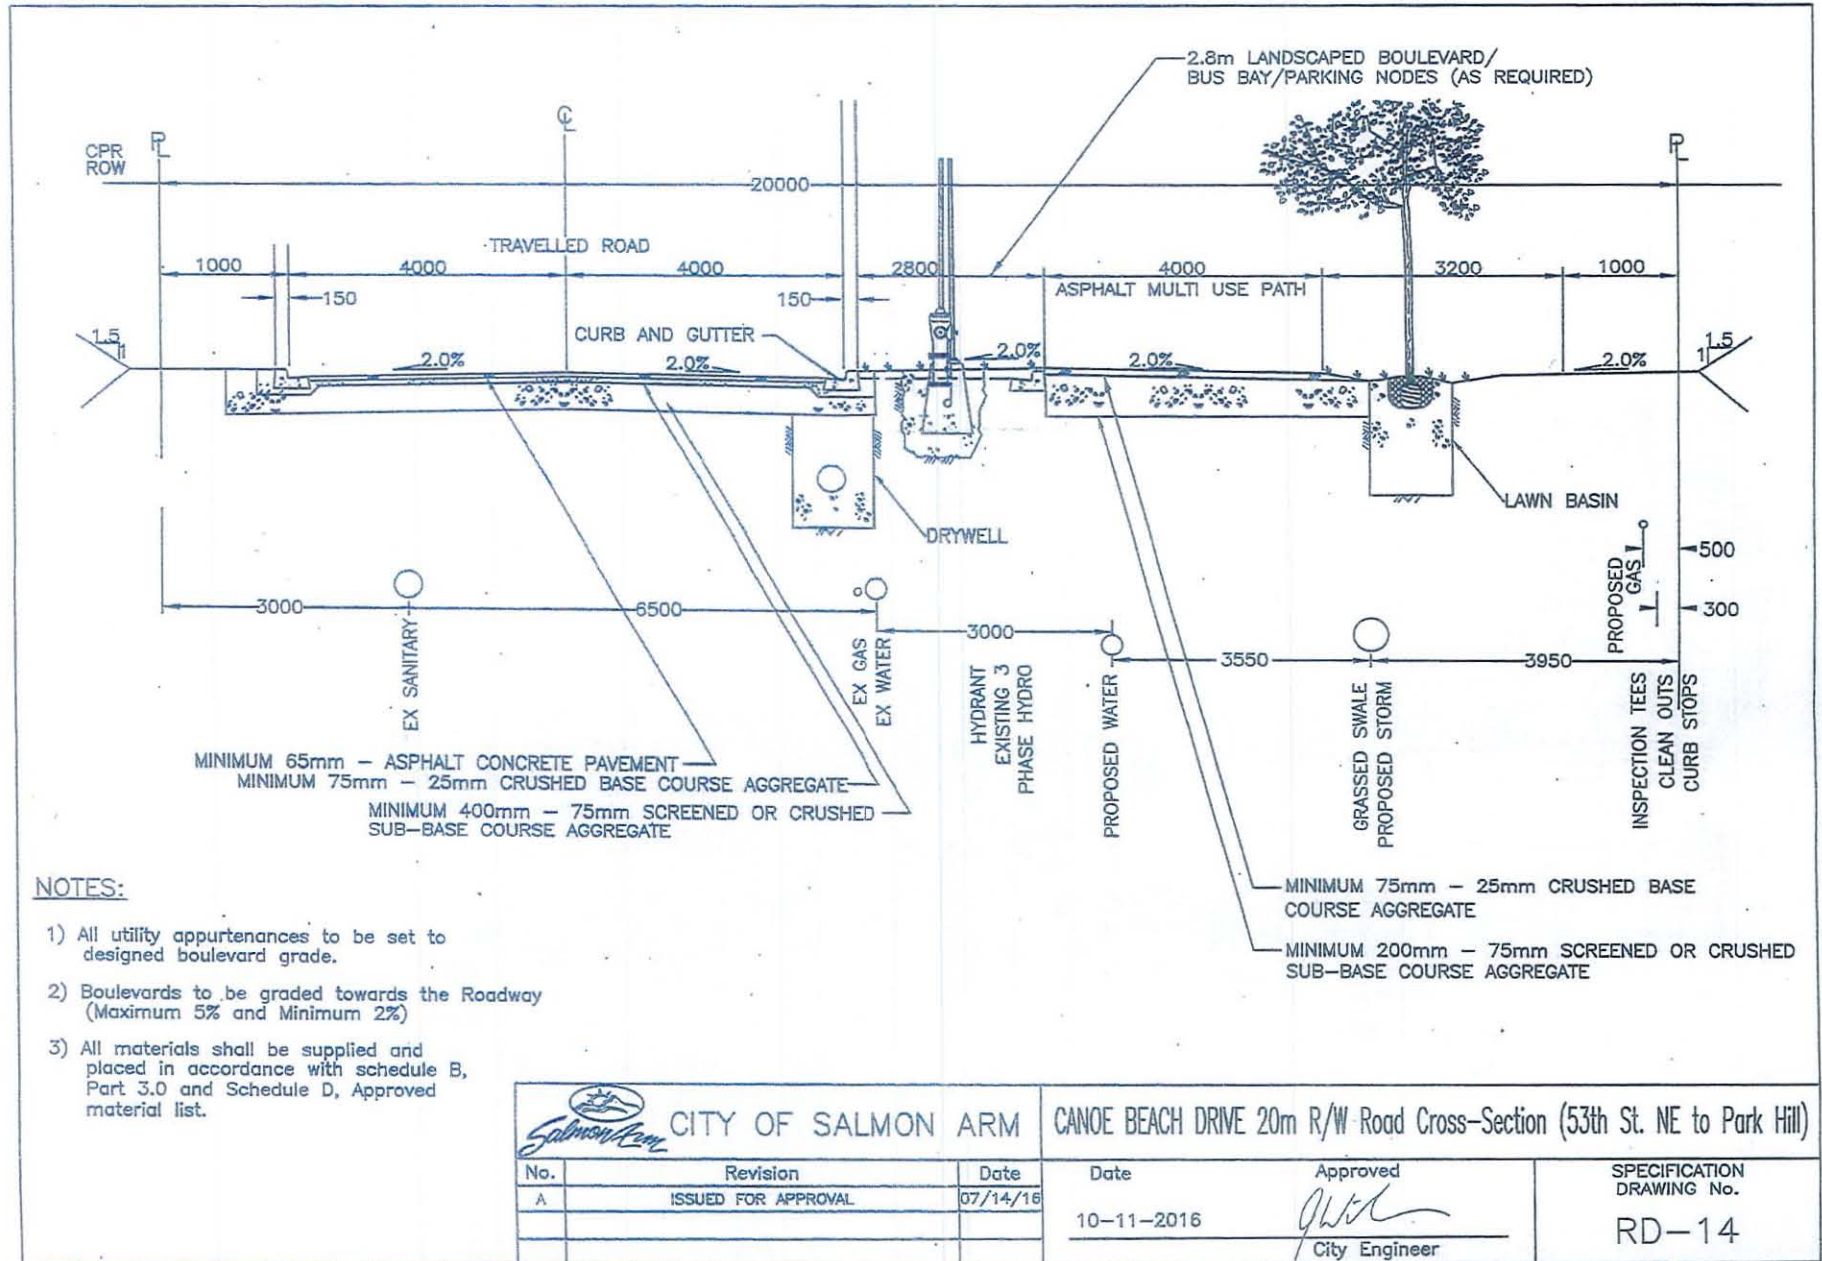 2.8m LANDSCAPED BOULEVARD/
BUS BAY/PARKING NODES (AS REQUIRED)
CPR
ROW
PL
CL
PL
20000
TRAVELLED ROAD
1000
4000
4000
2800
4000
3200
1000
150
150
ASPHALT MULTI USE PATH
CURB AND GUTTER
1.5
1
2.0%
2.0%
2.0%
2.0%
2.0%
1.5
1
LAWN BASIN
DRYWELL
PROPOSED
GAS
500
300
3000
6500
3000
3550
3950
EX SANITARY
EX GAS
EX WATER
HYDRANT
EXISTING 3
PHASE HYDRO
PROPOSED WATER
GRASSED SWALE
PROPOSED STORM
INSPECTION TEES
CLEAN OUTS
CURB STOPS
MINIMUM 65mm – ASPHALT CONCRETE PAVEMENT
MINIMUM 75mm – 25mm CRUSHED BASE COURSE AGGREGATE
MINIMUM 400mm – 75mm SCREENED OR CRUSHED
SUB–BASE COURSE AGGREGATE
MINIMUM 75mm – 25mm CRUSHED BASE
COURSE AGGREGATE
MINIMUM 200mm – 75mm SCREENED OR CRUSHED
SUB–BASE COURSE AGGREGATE
NOTES:
1) All utility appurtenances to be set to
designed boulevard grade.
2) Boulevards to be graded towards the Roadway
(Maximum 5% and Minimum 2%)
3) All materials shall be supplied and
placed in accordance with schedule B,
Part 3.0 and Schedule D, Approved
material list.
Salmon Arm
CITY OF SALMON ARM
CANOE BEACH DRIVE 20m R/W Road Cross–Section (53th St. NE to Park Hill)
No. Revision Date
A ISSUED FOR APPROVAL 07/14/16
Date Approved
10–11–2016
City Engineer
SPECIFICATION
DRAWING No.
RD–14